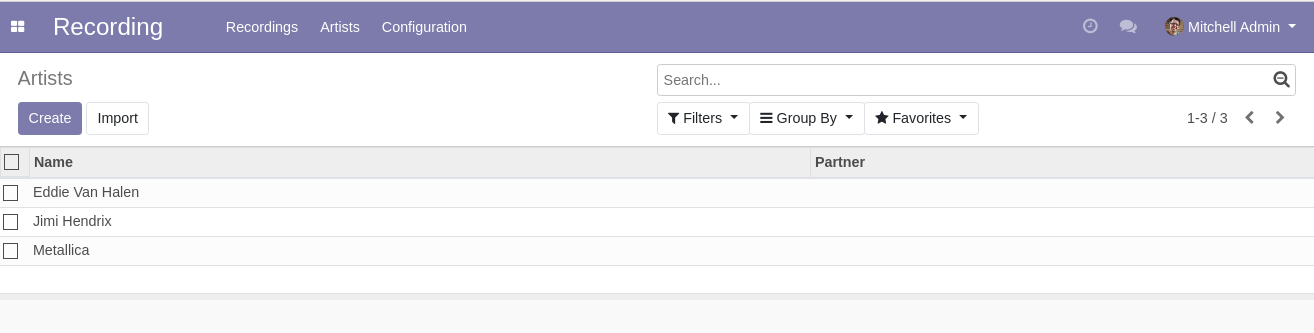 Recording Recordings Artists Configuration Mitchell Admin
Artists
Search...
Create Import Filters Group By Favorites 1-3 / 3
Name Partner
Eddie Van Halen
Jimi Hendrix
Metallica